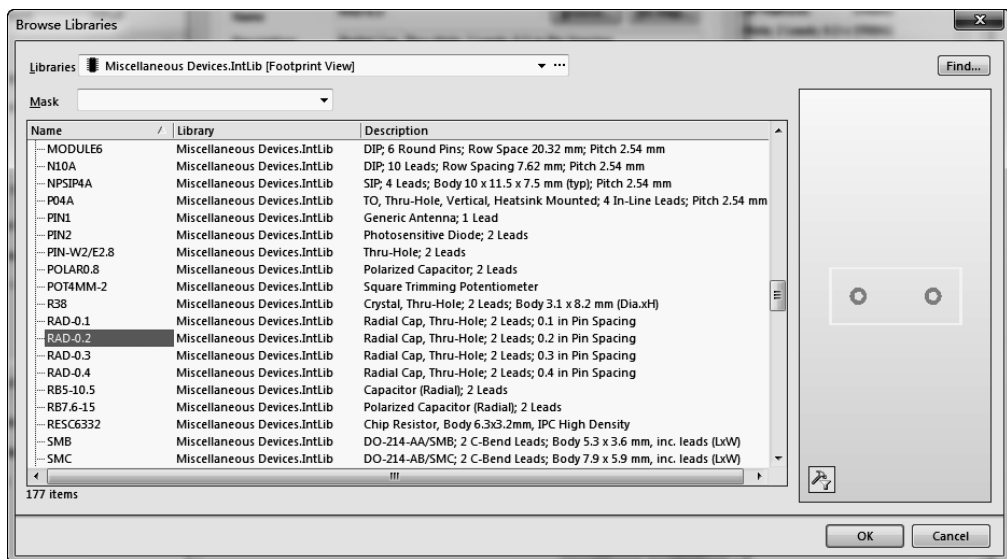 Browse Libraries
Libraries Miscellaneous Devices.IntLib [Footprint View] ... Find...
Mask
Name / Library Description
MODULE6 Miscellaneous Devices.IntLib DIP; 6 Round Pins; Row Space 20.32 mm; Pitch 2.54 mm
N10A Miscellaneous Devices.IntLib DIP; 10 Leads; Row Spacing 7.62 mm; Pitch 2.54 mm
NPSIP4A Miscellaneous Devices.IntLib SIP; 4 Leads; Body 10 x 11.5 x 7.5 mm (typ); Pitch 2.54 mm
P04A Miscellaneous Devices.IntLib TO, Thru-Hole, Vertical, Heatsink Mounted; 4 In-Line Leads; Pitch 2.54 mm
PIN1 Miscellaneous Devices.IntLib Generic Antenna; 1 Lead
PIN2 Miscellaneous Devices.IntLib Photosensitive Diode; 2 Leads
PIN-W2/E2.8 Miscellaneous Devices.IntLib Thru-Hole; 2 Leads
POLAR0.8 Miscellaneous Devices.IntLib Polarized Capacitor; 2 Leads
POT4MM-2 Miscellaneous Devices.IntLib Square Trimming Potentiometer
R38 Miscellaneous Devices.IntLib Crystal, Thru-Hole; 2 Leads; Body 3.1 x 8.2 mm (Dia.xH)
RAD-0.1 Miscellaneous Devices.IntLib Radial Cap, Thru-Hole; 2 Leads; 0.1 in Pin Spacing
RAD-0.2 Miscellaneous Devices.IntLib Radial Cap, Thru-Hole; 2 Leads; 0.2 in Pin Spacing
RAD-0.3 Miscellaneous Devices.IntLib Radial Cap, Thru-Hole; 2 Leads; 0.3 in Pin Spacing
RAD-0.4 Miscellaneous Devices.IntLib Radial Cap, Thru-Hole; 2 Leads; 0.4 in Pin Spacing
RB5-10.5 Miscellaneous Devices.IntLib Capacitor (Radial); 2 Leads
RB7.6-15 Miscellaneous Devices.IntLib Polarized Capacitor (Radial); 2 Leads
RESC6332 Miscellaneous Devices.IntLib Chip Resistor, Body 6.3x3.2mm, IPC High Density
SMB Miscellaneous Devices.IntLib DO-214-AA/SMB; 2 C-Bend Leads; Body 5.3 x 3.6 mm, inc. leads (LxW)
SMC Miscellaneous Devices.IntLib DO-214-AB/SMC; 2 C-Bend Leads; Body 7.9 x 5.9 mm, inc. leads (LxW)
177 items
OK Cancel